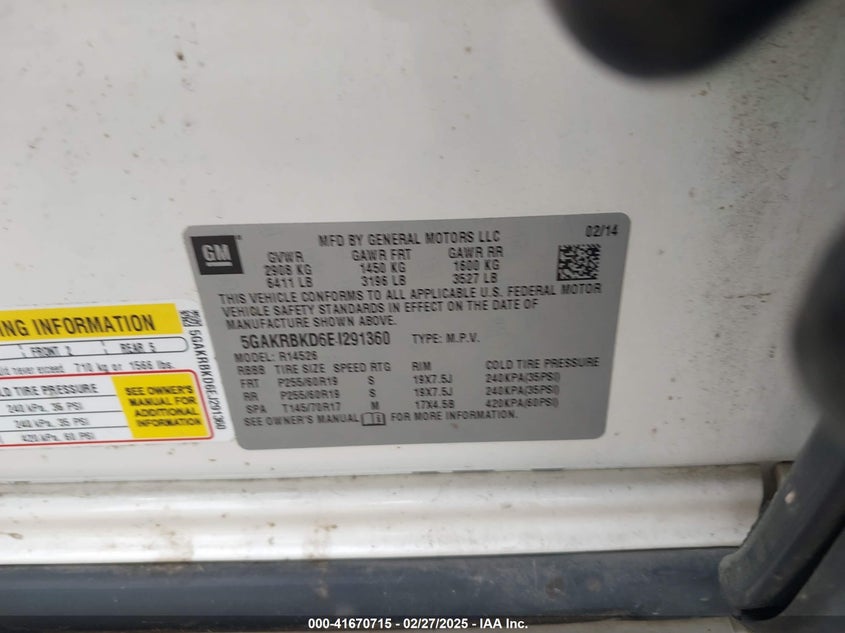 GM
MFD BY GENERAL MOTORS LLC
02/14
GVWR GAWR FRT GAWR RR
2908 KG 1450 KG 1600 KG
6411 LB 3196 LB 3527 LB
THIS VEHICLE CONFORMS TO ALL APPLICABLE U.S. FEDERAL MOTOR
VEHICLE SAFETY STANDARDS IN EFFECT ON THE DATE OF
MANUFACTURE SHOWN ABOVE.
5GAKRBKD6EJ291360 TYPE: M.P.V.
MODEL: R14526
RBBB TIRE SIZE SPEED RTG RIM COLD TIRE PRESSURE
FRT P255/60R19 S 19X7.5J 240KPA(35PSI)
RR P255/60R19 S 19X7.5J 240KPA(35PSI)
SPA T145/70R17 M 17X4.5B 420KPA(60PSI)
SEE OWNER'S MANUAL FOR MORE INFORMATION.
ING INFORMATION
FRONT 2 REAR 5
never exceed 710 kg or 1566 lbs.
TIRE PRESSURE
240 kPa, 35 PSI
240 kPa, 35 PSI
420 kPa, 60 PSI
SEE OWNER'S
MANUAL FOR
ADDITIONAL
INFORMATION
5GAKRBKD6EJ291360
000-41670715 - 02/27/2025 - IAA Inc.